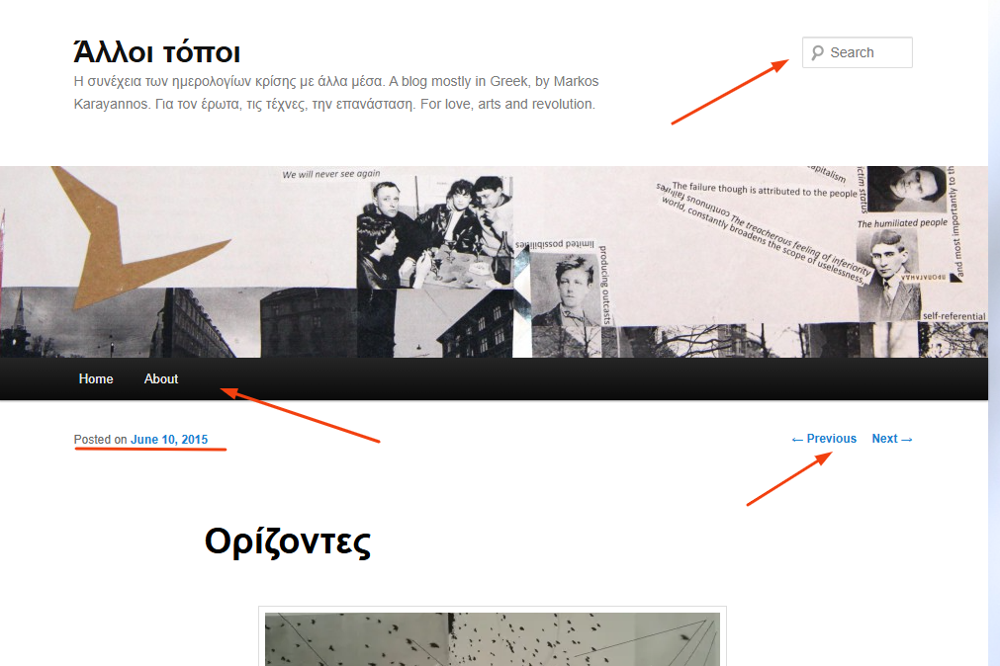 Άλλοι τόποι
Search
Η συνέχεια των ημερολογίων κρίσης με άλλα μέσα. A blog mostly in Greek, by Markos
Karayannos. Για τον έρωτα, τις τέχνες, την επανάσταση. For love, arts and revolution.
We will never see again
limited possibilities
producing outcasts
apitalism
The failure though is attributed to the people
continuous failures
The treacherous feeling of inferiority
world, constantly broadens the scope of uselessness,
ictim status
The humiliated people
and most importantly to th
self-referential
Home About
Posted on June 10, 2015
← Previous Next →
Ορίζοντες